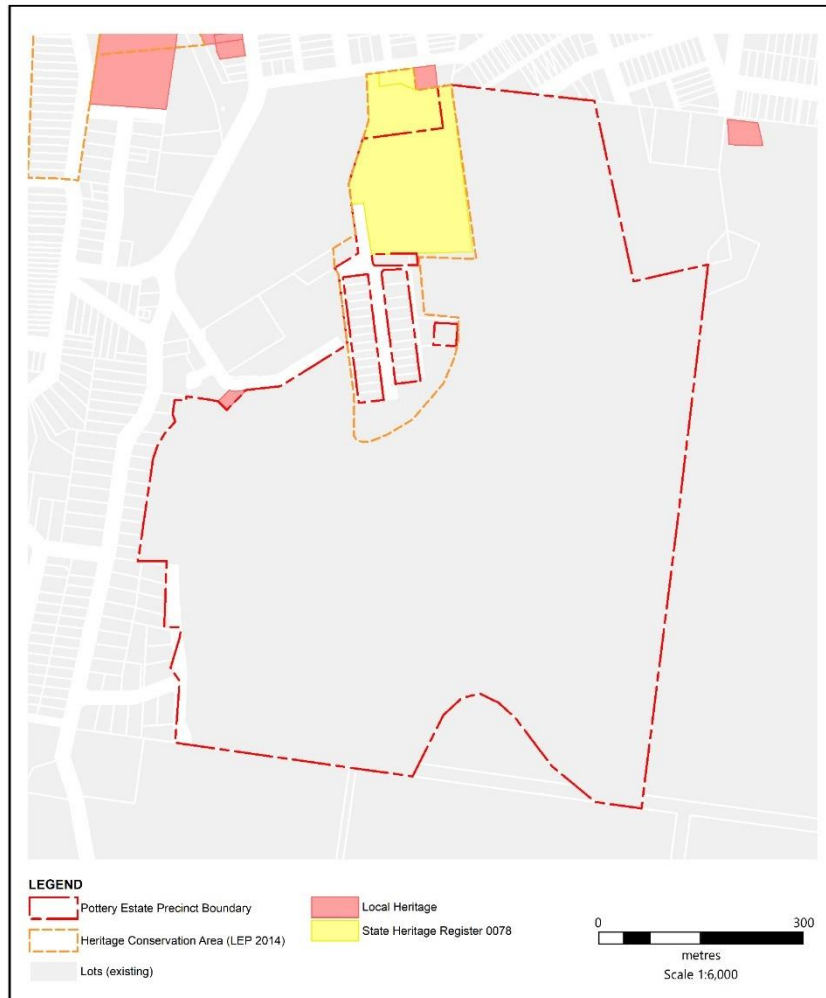 LEGEND
Pottery Estate Precinct Boundary
Heritage Conservation Area (LEP 2014)
Lots (existing)
Local Heritage
State Heritage Register 0078
0 300
metres
Scale 1:6,000